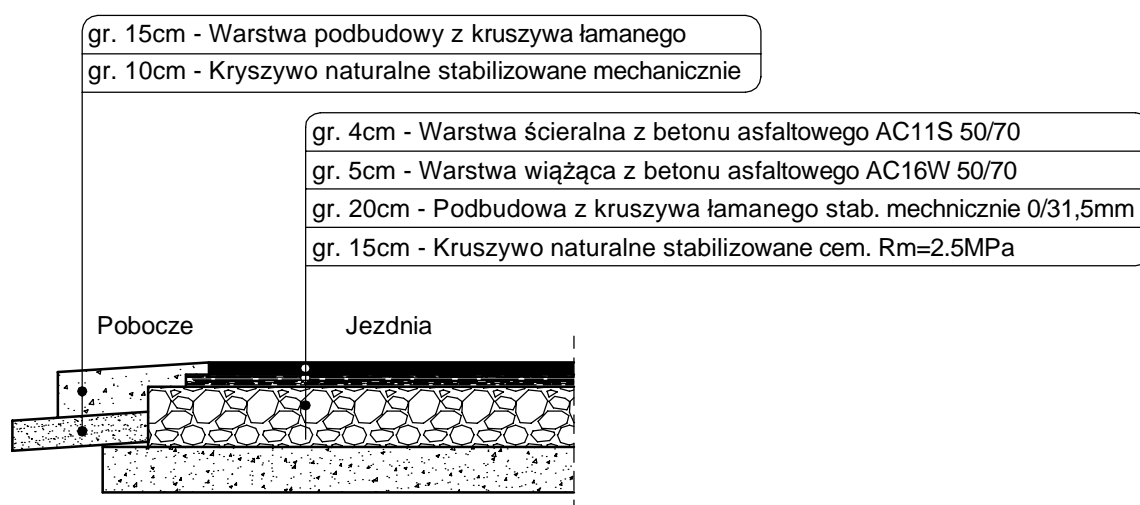 gr. 15cm - Warstwa podbudowy z kruszywa łamanego
gr. 10cm - Kryszywo naturalne stabilizowane mechanicznie
gr. 4cm - Warstwa ścieralna z betonu asfaltowego AC11S 50/70
gr. 5cm - Warstwa wiążąca z betonu asfaltowego AC16W 50/70
gr. 20cm - Podbudowa z kruszywa łamanego stab. mechnicznie 0/31,5mm
gr. 15cm - Kruszywo naturalne stabilizowane cem. Rm=2.5MPa
Pobocze
Jezdnia